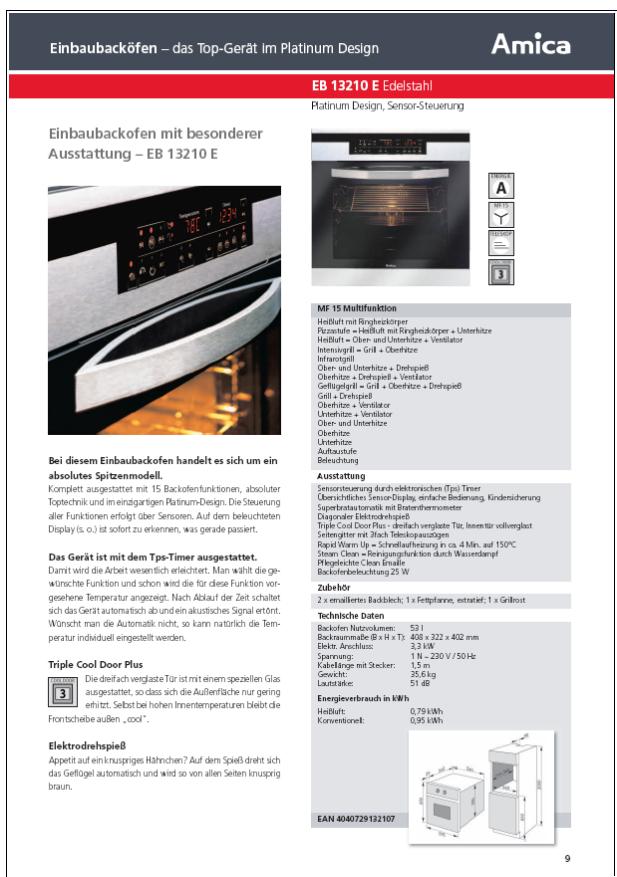 Einbaubacköfen – das Top-Gerät im Platinum Design
Amica
EB 13210 E Edelstahl
Platinum Design, Sensor-Steuerung
Einbaubackofen mit besonderer
Ausstattung – EB 13210 E
ENERGIE
A
MF 15
TELESKOP
3
Bei diesem Einbaubackofen handelt es sich um ein
absolutes Spitzenmodell.
Komplett ausgestattet mit 15 Backofenfunktionen, absoluter
Toptechnik und im einzigartigen Platinum-Design. Die Steuerung
aller Funktionen erfolgt über Sensoren. Auf dem beleuchteten
Display (s. o.) ist sofort zu erkennen, was gerade passiert.
Das Gerät ist mit dem Tps-Timer ausgestattet.
Damit wird die Arbeit wesentlich erleichtert. Man wählt die ge-
wünschte Funktion und schon wird die für diese Funktion vor-
gesehene Temperatur angezeigt. Nach Ablauf der Zeit schaltet
sich das Gerät automatisch ab und ein akustisches Signal ertönt.
Wünscht man die Automatik nicht, so kann natürlich die Tem-
peratur individuell eingestellt werden.
Triple Cool Door Plus
COOL DOOR
3
Die dreifach verglaste Tür ist mit einem speziellen Glas
ausgestattet, so dass sich die Außenfläche nur gering
erhitzt. Selbst bei hohen Innentemperaturen bleibt die
Frontscheibe außen „cool".
Elektrodrehspieß
Appetit auf ein knuspriges Hähnchen? Auf dem Spieß dreht sich
das Geflügel automatisch und wird so von allen Seiten knusprig
braun.
MF 15 Multifunktion
Heißluft mit Ringheizkörper
Pizzastufe = Heißluft mit Ringheizkörper + Unterhitze
Heißluft = Ober- und Unterhitze + Ventilator
Intensivgrill = Grill + Oberhitze
Infrarotgrill
Ober- und Unterhitze + Drehspieß
Oberhitze + Drehspieß + Ventilator
Geflügelgrill = Grill + Oberhitze + Drehspieß
Grill + Drehspieß
Oberhitze + Ventilator
Unterhitze + Ventilator
Ober- und Unterhitze
Oberhitze
Unterhitze
Auftaustufe
Beleuchtung
Ausstattung
Sensorsteuerung durch elektronischen (Tps) Timer
Übersichtliches Sensor-Display, einfache Bedienung, Kindersicherung
Superbratautomatik mit Bratenthermometer
Diagonaler Elektrodrehspieß
Triple Cool Door Plus - dreifach verglaste Tür, Innentür vollverglast
Seitengitter mit 3fach Teleskopauszügen
Rapid Warm Up = Schnellaufheizung in ca. 4 Min. auf 150°C
Steam Clean = Reinigungsfunktion durch Wasserdampf
Pflegeleichte Clean Emaille
Backofenbeleuchtung 25 W
Zubehör
2 x emailliertes Backblech; 1 x Fettpfanne, extratief; 1 x Grillrost
Technische Daten
Backofen Nutzvolumen: 53 l
Backraummaße (B x H x T): 408 x 322 x 402 mm
Elektr. Anschluss: 3,3 kW
Spannung: 1 N ~ 230 V / 50 Hz
Kabellänge mit Stecker: 1,5 m
Gewicht: 35,6 kg
Lautstärke: 51 dB
Energieverbrauch in kWh
Heißluft: 0,79 kWh
Konventionell: 0,95 kWh
EAN 4040729132107
9